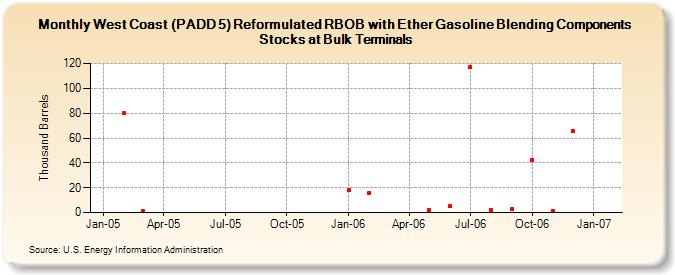 Monthly West Coast (PADD 5) Reformulated RBOB with Ether Gasoline Blending Components
Stocks at Bulk Terminals
Thousand Barrels
120
100
80
60
40
20
0
Jan-05 Apr-05 Jul-05 Oct-05 Jan-06 Apr-06 Jul-06 Oct-06 Jan-07
Source: U.S. Energy Information Administration